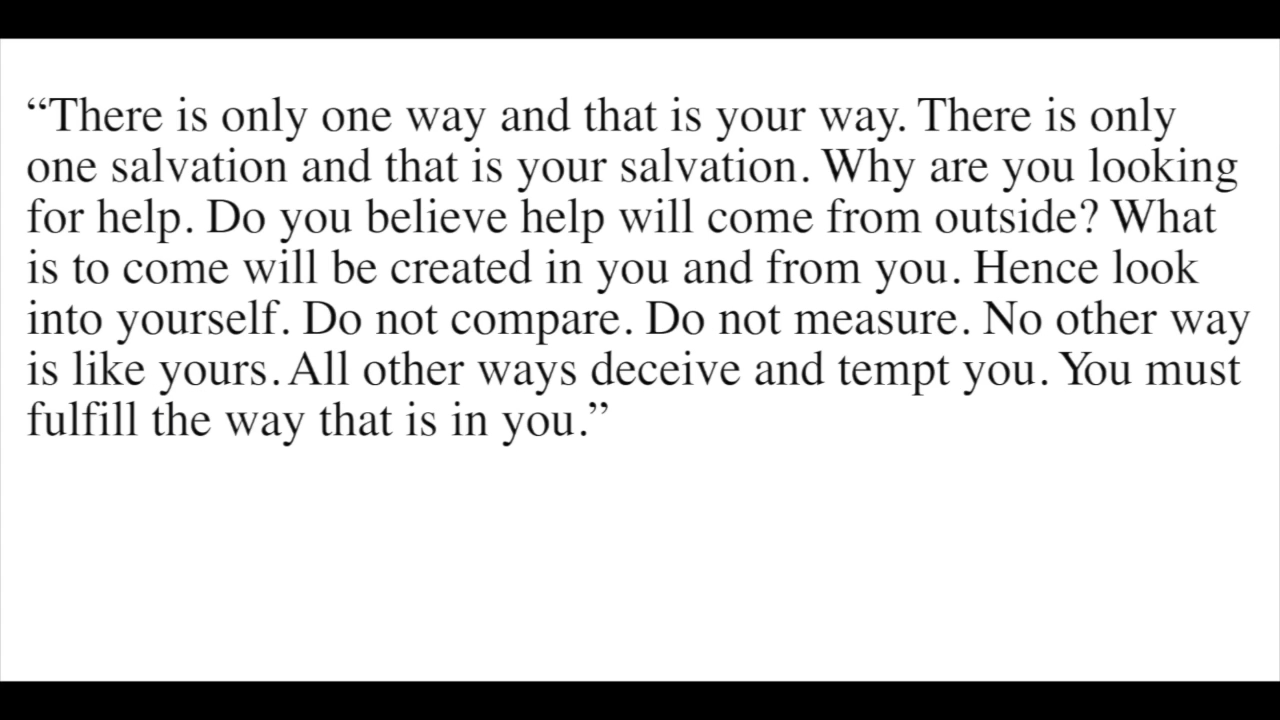 “There is only one way and that is your way. There is only
one salvation and that is your salvation. Why are you looking
for help. Do you believe help will come from outside? What
is to come will be created in you and from you. Hence look
into yourself. Do not compare. Do not measure. No other way
is like yours. All other ways deceive and tempt you. You must
fulfill the way that is in you.”